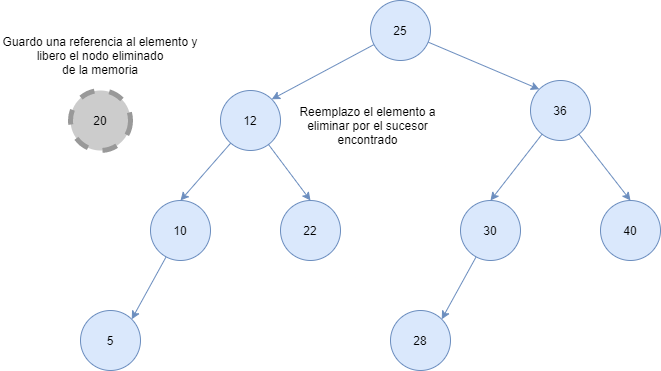 25
Guardo una referencia al elemento y
libero el nodo eliminado
de la memoria
20
12
Reemplazo el elemento a
eliminar por el sucesor
encontrado
36
10
22
30
40
5
28